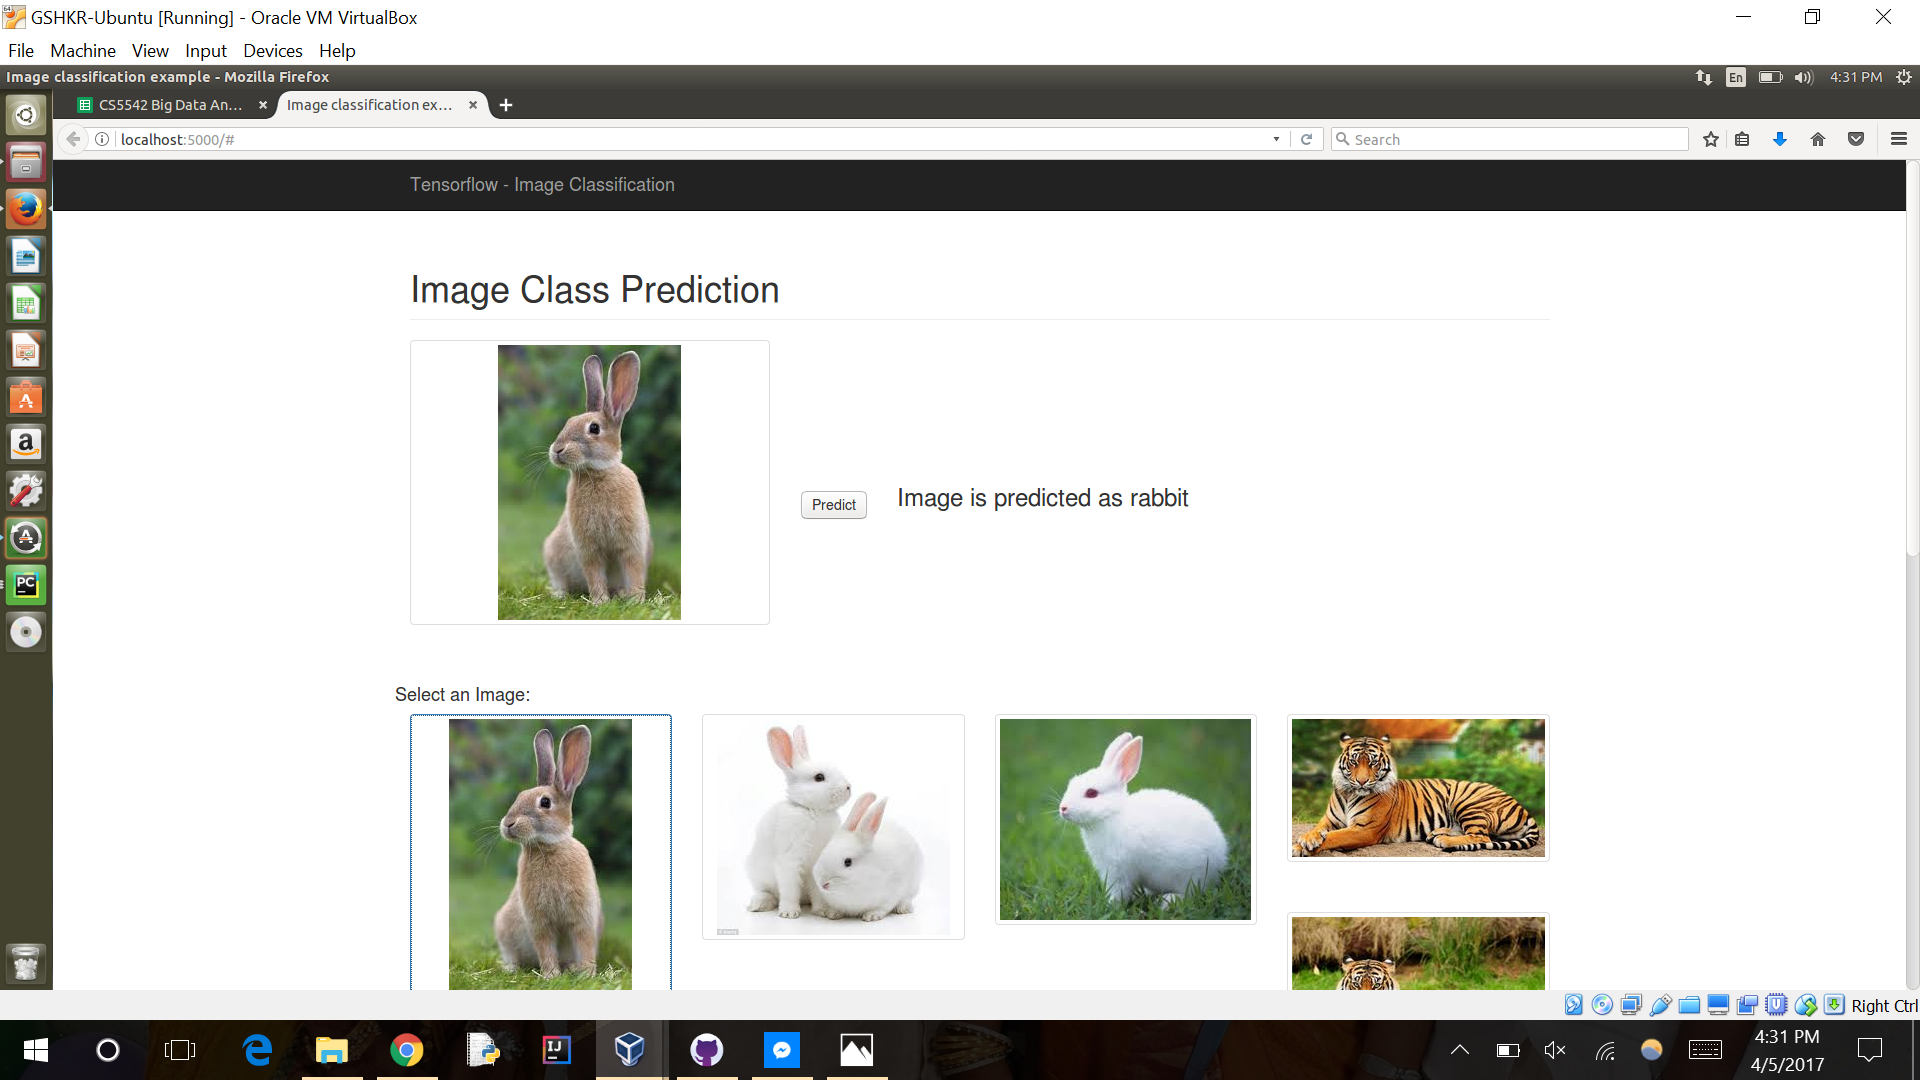 GSHKR-Ubuntu [Running] - Oracle VM VirtualBox
File Machine View Input Devices Help
Image classification example - Mozilla Firefox
En
4:31 PM
CS5542 Big Data An...
Image classification ex...
localhost:5000/#
Search
Tensorflow - Image Classification
Image Class Prediction
Predict
Image is predicted as rabbit
Select an Image:
PC
IJ
Right Ctrl
4:31 PM
4/5/2017